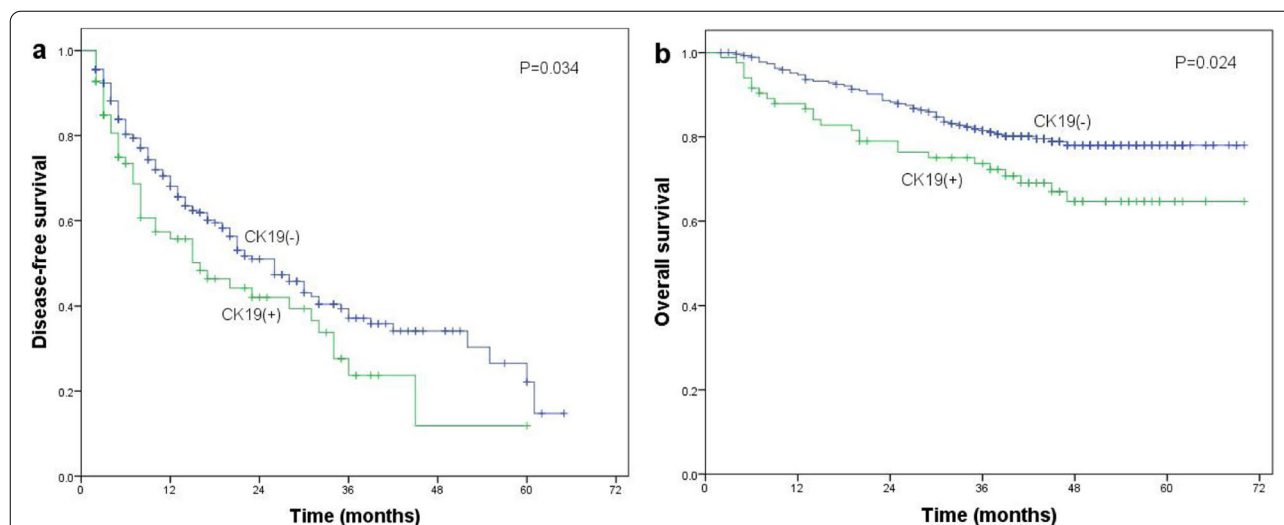 a
P=0.034
CK19(-)
CK19(+)
Disease-free survival
1.0
0.8
0.6
0.4
0.2
0.0
0 12 24 36 48 60 72
Time (months)
b
P=0.024
CK19(-)
CK19(+)
Overall survival
1.0
0.8
0.6
0.4
0.2
0.0
0 12 24 36 48 60 72
Time (months)